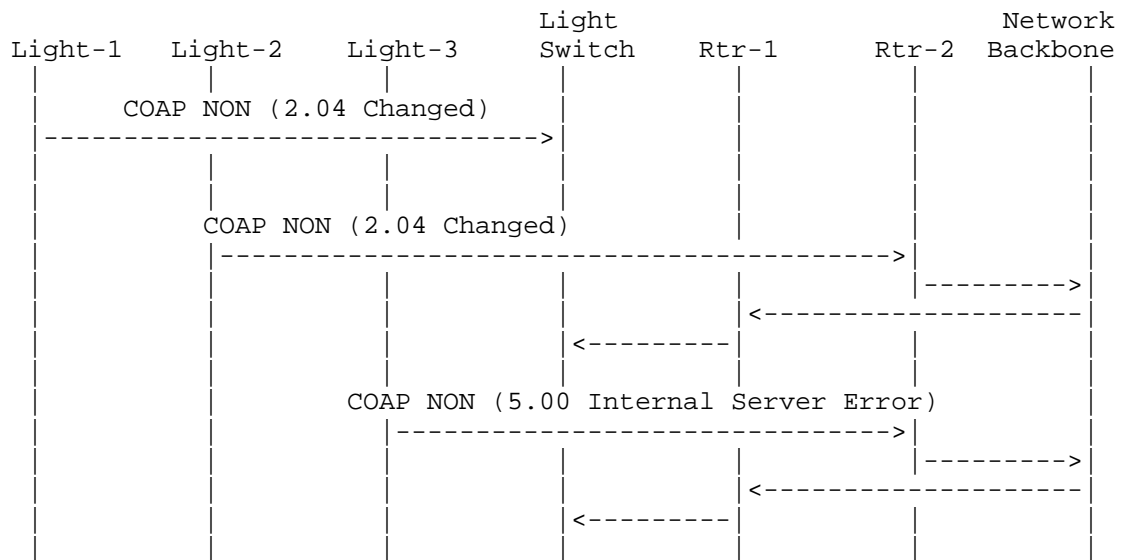 Light Network
Light-1 Light-2 Light-3 Switch Rtr-1 Rtr-2 Backbone
COAP NON (2.04 Changed)
COAP NON (2.04 Changed)
COAP NON (5.00 Internal Server Error)